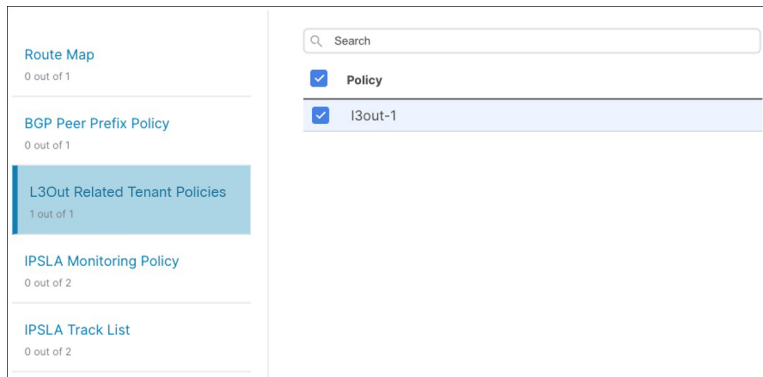 Route Map
0 out of 1
BGP Peer Prefix Policy
0 out of 1
L3Out Related Tenant Policies
1 out of 1
IPSLA Monitoring Policy
0 out of 2
IPSLA Track List
0 out of 2
Search
Policy
l3out-1